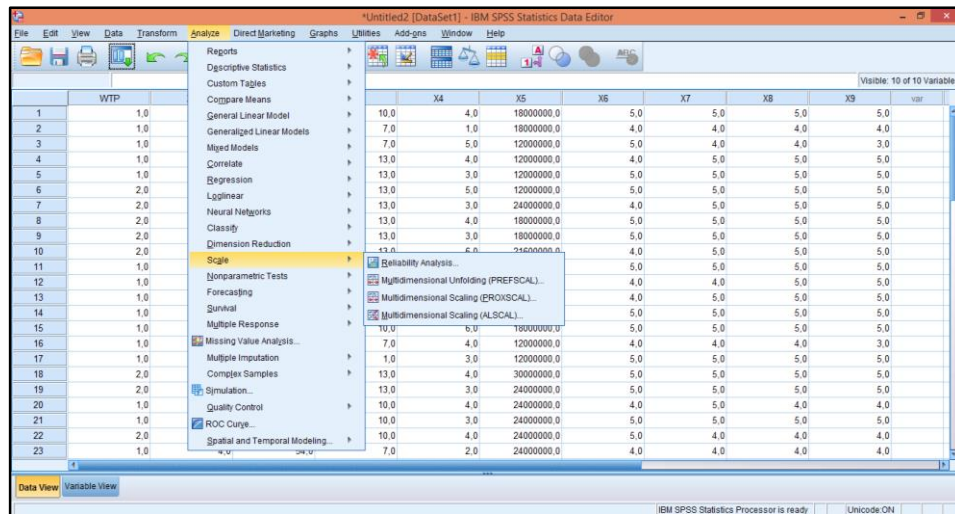 *Untitled2 [DataSet1] - IBM SPSS Statistics Data Editor
File Edit View Data Transform Analyze Direct Marketing Graphs Utilities Add-ons Window Help
Visible: 10 of 10 Variable
WTP X4 X5 X6 X7 X8 X9 var
1 1,0 10,0 4,0 18000000,0 5,0 5,0 5,0 5,0
2 1,0 7,0 1,0 18000000,0 4,0 4,0 4,0 4,0
3 1,0 7,0 5,0 12000000,0 5,0 4,0 4,0 3,0
4 1,0 13,0 4,0 12000000,0 4,0 5,0 5,0 5,0
5 1,0 13,0 3,0 12000000,0 5,0 5,0 5,0 5,0
6 2,0 13,0 5,0 12000000,0 5,0 5,0 5,0 5,0
7 2,0 13,0 3,0 24000000,0 4,0 5,0 5,0 5,0
8 2,0 13,0 4,0 18000000,0 5,0 5,0 5,0 5,0
9 2,0 13,0 3,0 18000000,0 5,0 5,0 5,0 5,0
10 2,0 4,0 5,0 5,0 5,0
11 1,0 5,0 5,0 5,0 5,0
12 1,0 4,0 4,0 5,0 5,0
13 1,0 4,0 5,0 5,0 5,0
14 1,0 5,0 5,0 5,0 5,0
15 1,0 10,0 6,0 18000000,0 5,0 5,0 5,0 5,0
16 1,0 7,0 4,0 12000000,0 4,0 4,0 4,0 3,0
17 1,0 1,0 3,0 12000000,0 5,0 5,0 5,0 5,0
18 2,0 13,0 4,0 30000000,0 5,0 5,0 5,0 5,0
19 2,0 13,0 3,0 24000000,0 5,0 5,0 5,0 5,0
20 1,0 10,0 4,0 24000000,0 4,0 5,0 4,0 4,0
21 1,0 10,0 3,0 24000000,0 5,0 5,0 5,0 5,0
22 2,0 10,0 4,0 24000000,0 5,0 4,0 4,0 4,0
23 1,0 7,0 2,0 24000000,0 4,0 4,0 4,0 4,0
Reports
Descriptive Statistics
Custom Tables
Compare Means
General Linear Model
Generalized Linear Models
Mixed Models
Correlate
Regression
Loglinear
Neural Networks
Classify
Dimension Reduction
Scale
Nonparametric Tests
Forecasting
Survival
Multiple Response
Missing Value Analysis...
Multiple Imputation
Complex Samples
Simulation...
Quality Control
ROC Curve...
Spatial and Temporal Modeling...
Reliability Analysis...
Multidimensional Unfolding (PREFSCAL)...
Multidimensional Scaling (PROXSCAL)...
Multidimensional Scaling (ALSCAL)...
Data View Variable View
IBM SPSS Statistics Processor is ready Unicode:ON